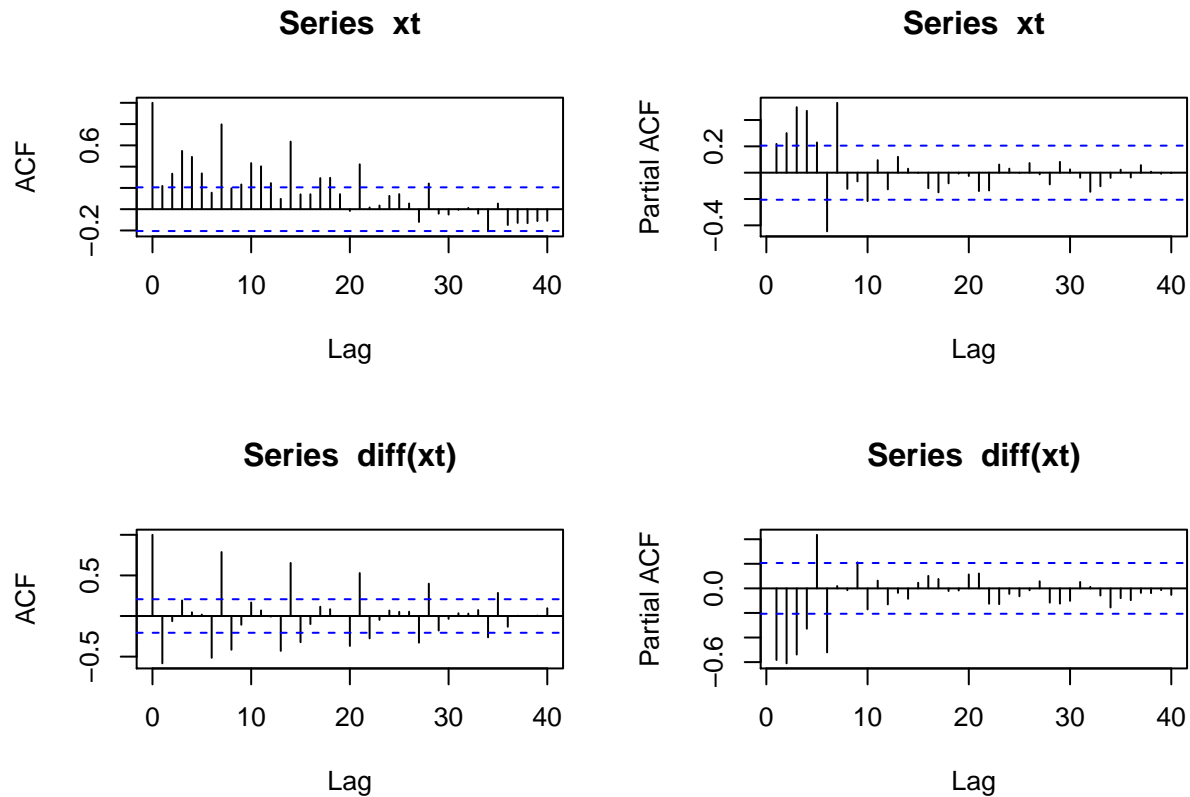 Series xt
ACF
−0.2 0.6
0 10 20 30 40
Lag
Series xt
Partial ACF
−0.4 0.2
0 10 20 30 40
Lag
Series diff(xt)
ACF
−0.5 0.5
0 10 20 30 40
Lag
Series diff(xt)
Partial ACF
−0.6 0.0
0 10 20 30 40
Lag